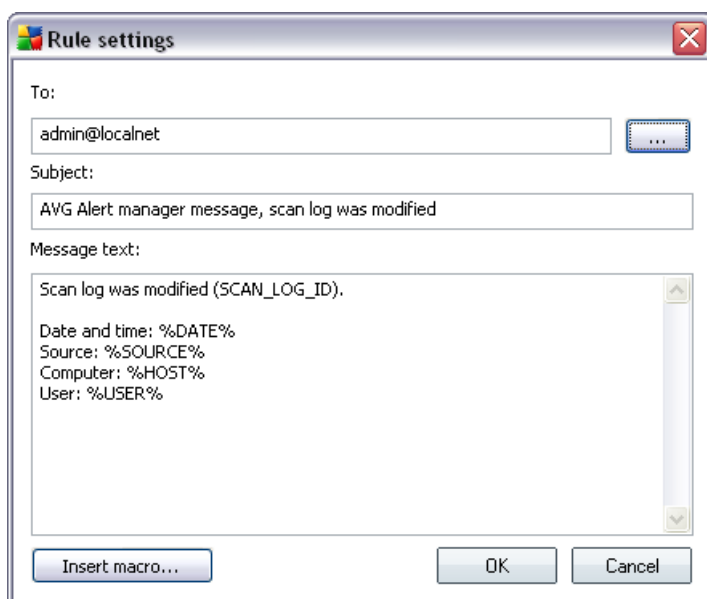 Rule settings
To:
admin@localnet
...
Subject:
AVG Alert manager message, scan log was modified
Message text:
Scan log was modified (SCAN_LOG_ID).
Date and time: %DATE%
Source: %SOURCE%
Computer: %HOST%
User: %USER%
Insert macro...
OK
Cancel